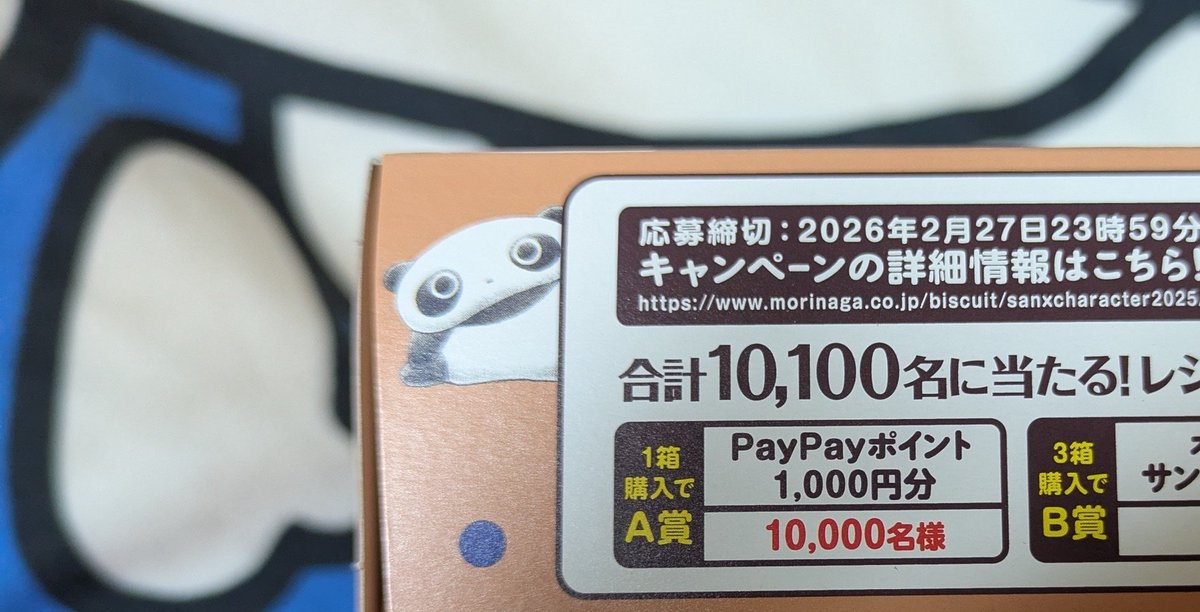 応募締切：2026年2月27日23時59分
キャンペーンの詳細情報はこちら!
https://www.morinaga.co.jp/biscuit/sanxcharacter2025
合計10,100名に当たる!レシ
1箱
購入で
A賞
PayPayポイント
1,000円分
10,000名様
3箱
購入で
B賞
サン